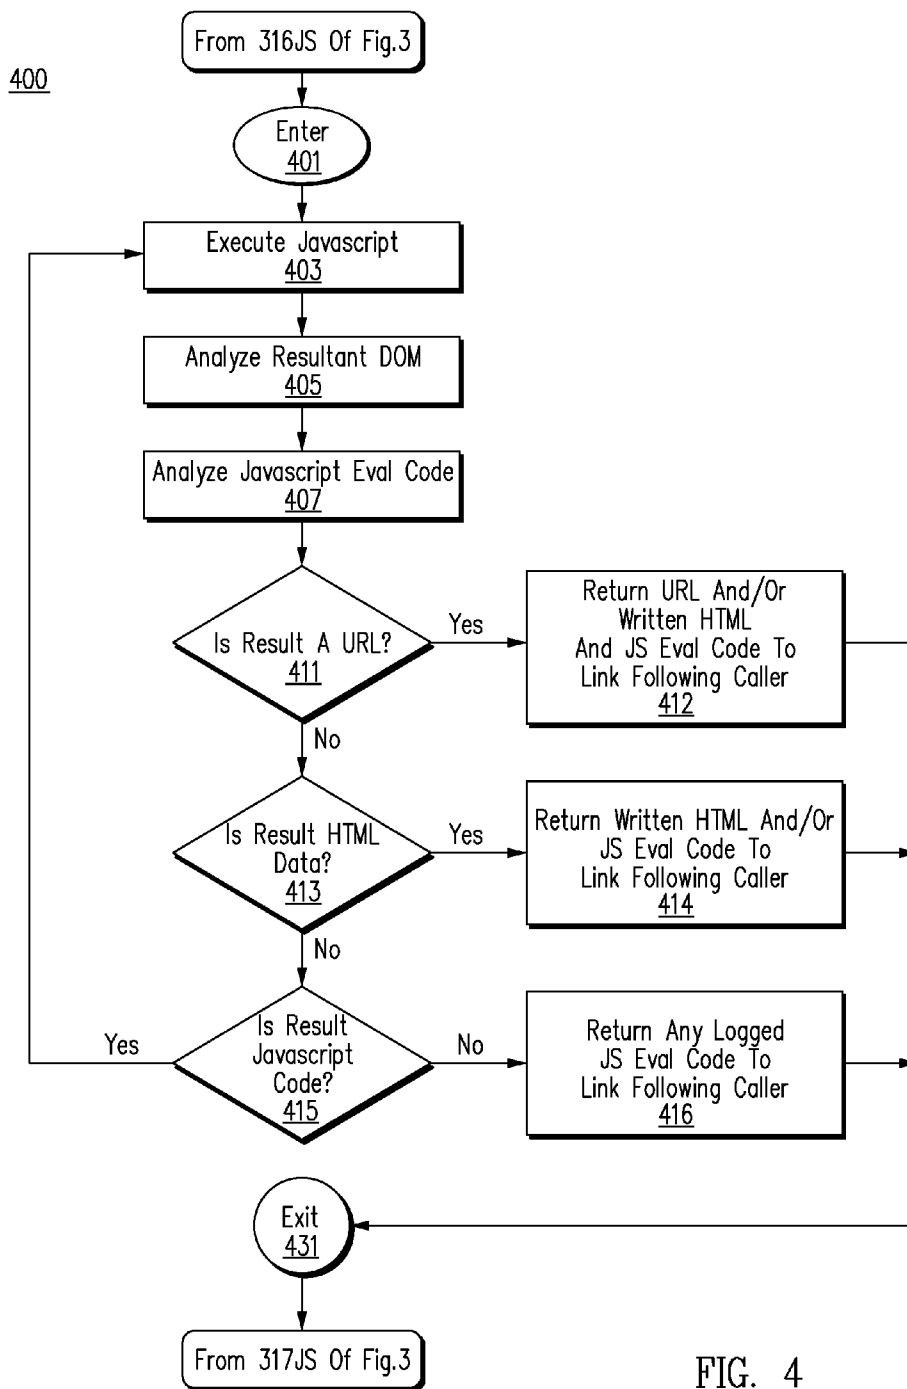 From 316JS Of Fig.3
400
Enter
401
Execute Javascript
403
Analyze Resultant DOM
405
Analyze Javascript Eval Code
407
Is Result A URL?
411
Yes
Return URL And/Or
Written HTML
And JS Eval Code To
Link Following Caller
412
No
Is Result HTML
Data?
413
Yes
Return Written HTML And/Or
JS Eval Code To
Link Following Caller
414
No
Yes
Is Result
Javascript
Code?
415
No
Return Any Logged
JS Eval Code To
Link Following Caller
416
Exit
431
From 317JS Of Fig.3
FIG. 4